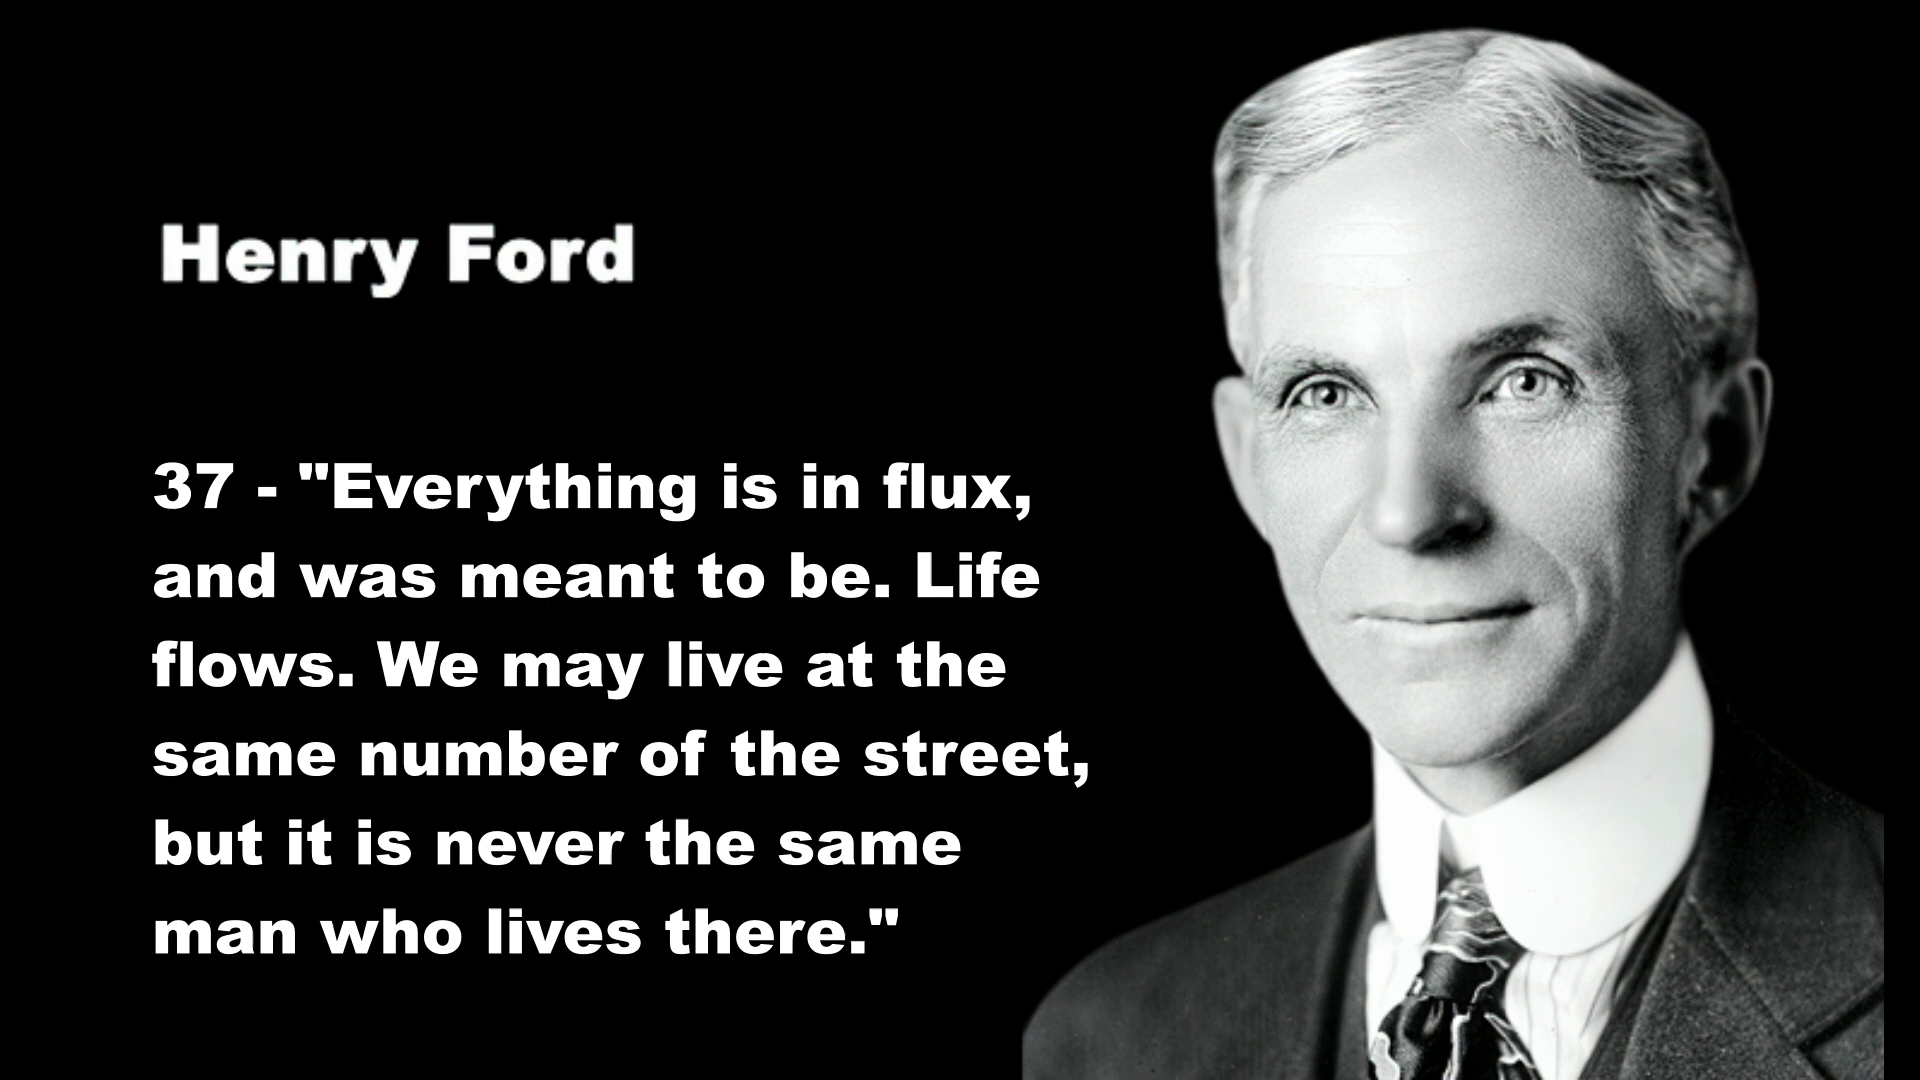 Henry Ford
37 - "Everything is in flux,
and was meant to be. Life
flows. We may live at the
same number of the street,
but it is never the same
man who lives there."